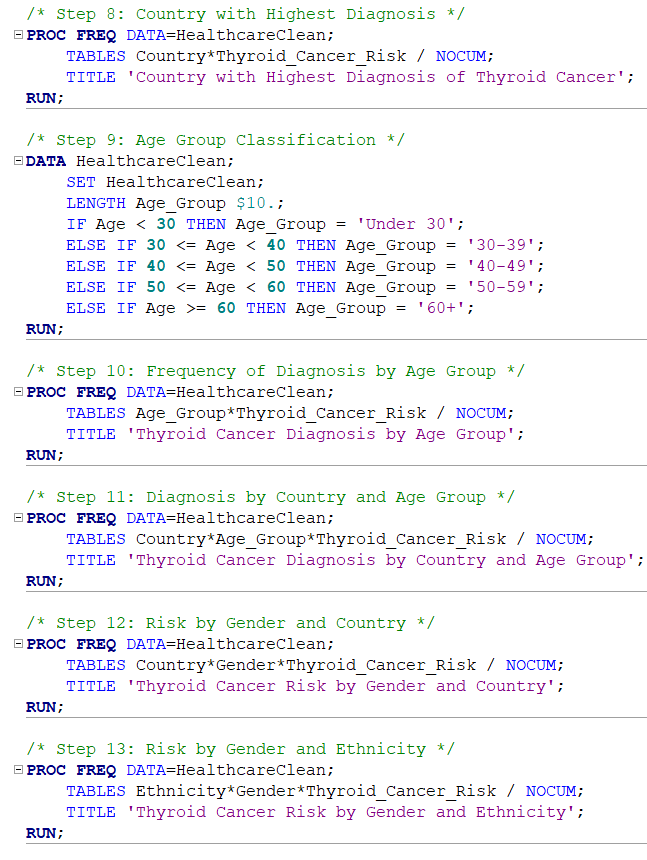 /* Step 8: Country with Highest Diagnosis */
PROC FREQ DATA=HealthcareClean;
TABLES Country*Thyroid_Cancer_Risk / NOCUM;
TITLE 'Country with Highest Diagnosis of Thyroid Cancer';
RUN;
/* Step 9: Age Group Classification */
DATA HealthcareClean;
SET HealthcareClean;
LENGTH Age_Group $10.;
IF Age < 30 THEN Age_Group = 'Under 30';
ELSE IF 30 <= Age < 40 THEN Age_Group = '30-39';
ELSE IF 40 <= Age < 50 THEN Age_Group = '40-49';
ELSE IF 50 <= Age < 60 THEN Age_Group = '50-59';
ELSE IF Age >= 60 THEN Age_Group = '60+';
RUN;
/* Step 10: Frequency of Diagnosis by Age Group */
PROC FREQ DATA=HealthcareClean;
TABLES Age_Group*Thyroid_Cancer_Risk / NOCUM;
TITLE 'Thyroid Cancer Diagnosis by Age Group';
RUN;
/* Step 11: Diagnosis by Country and Age Group */
PROC FREQ DATA=HealthcareClean;
TABLES Country*Age_Group*Thyroid_Cancer_Risk / NOCUM;
TITLE 'Thyroid Cancer Diagnosis by Country and Age Group';
RUN;
/* Step 12: Risk by Gender and Country */
PROC FREQ DATA=HealthcareClean;
TABLES Country*Gender*Thyroid_Cancer_Risk / NOCUM;
TITLE 'Thyroid Cancer Risk by Gender and Country';
RUN;
/* Step 13: Risk by Gender and Ethnicity */
PROC FREQ DATA=HealthcareClean;
TABLES Ethnicity*Gender*Thyroid_Cancer_Risk / NOCUM;
TITLE 'Thyroid Cancer Risk by Gender and Ethnicity';
RUN;